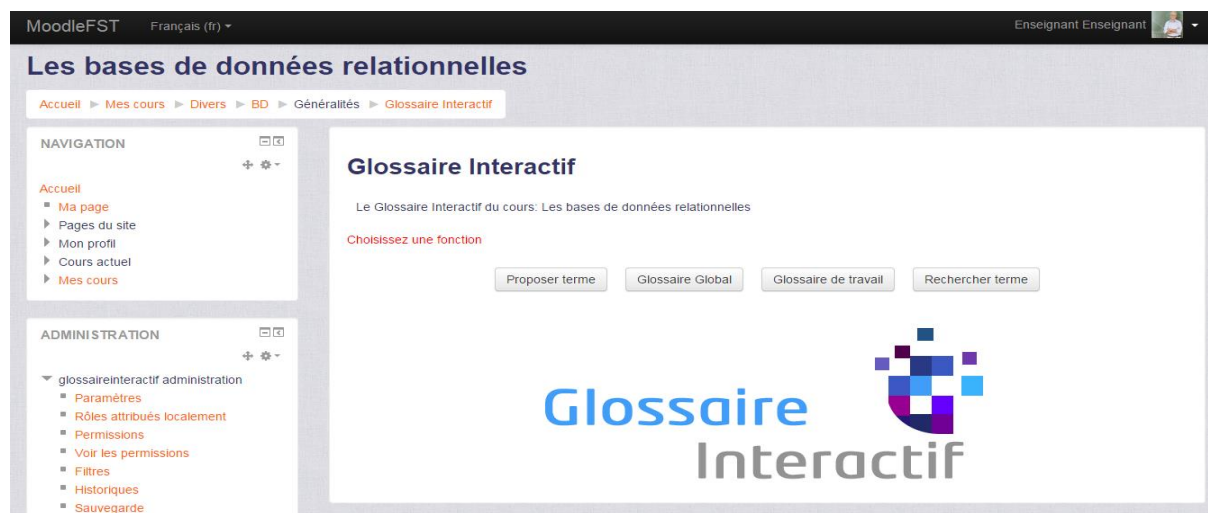 MoodleFST Français (fr)
Enseignant Enseignant
Les bases de données relationnelles
Accueil Mes cours Divers BD Généralités Glossaire Interactif
NAVIGATION
Accueil
Ma page
Pages du site
Mon profil
Cours actuel
Mes cours
ADMINISTRATION
glossaireinteractif administration
Paramètres
Rôles attribués localement
Permissions
Voir les permissions
Filtres
Historiques
Sauvegarde
Glossaire Interactif
Le Glossaire Interactif du cours: Les bases de données relationnelles
Choisissez une fonction
Proposer terme Glossaire Global Glossaire de travail Rechercher terme
Glossaire
Interactif